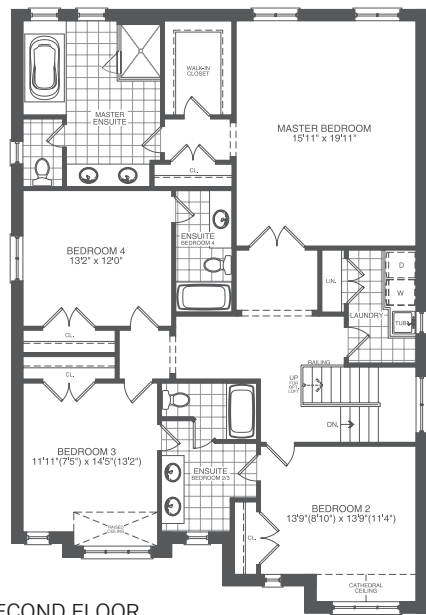 WALK-IN
CLOSET
MASTER
ENSUITE
MASTER BEDROOM
15'11" x 19'11"
CL.
ENSUITE
BEDROOM 4
BEDROOM 4
13'2" x 12'0"
LIN.
D
W
LAUNDRY
TUB
CL.
CL.
RAILING
UP
FOR
OPT.
LOFT
DN.
BEDROOM 3
11'11"(7'5") x 14'5"(13'2")
ENSUITE
BEDROOM 2/3
BEDROOM 2
13'9"(8'10") x 13'9"(11'4")
RAISED
CEILING
CL.
CATHEDRAL
CEILING
ECOND FLOOR